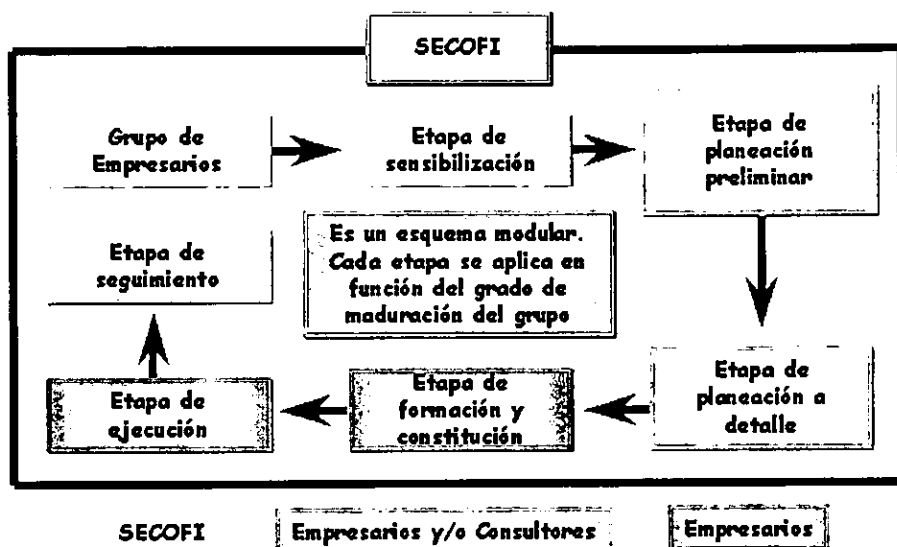 SECOFI
Grupo de
Empresarios
Etapa de
sensibilización
Etapa de
planeación
preliminar
Es un esquema modular.
Cada etapa se aplica en
función del grado de
maduración del grupo
Etapa de
seguimiento
Etapa de
ejecución
Etapa de
formación y
constitución
Etapa de
planeación a
detalle
SECOFI
Empresarios y/o Consultores
Empresarios